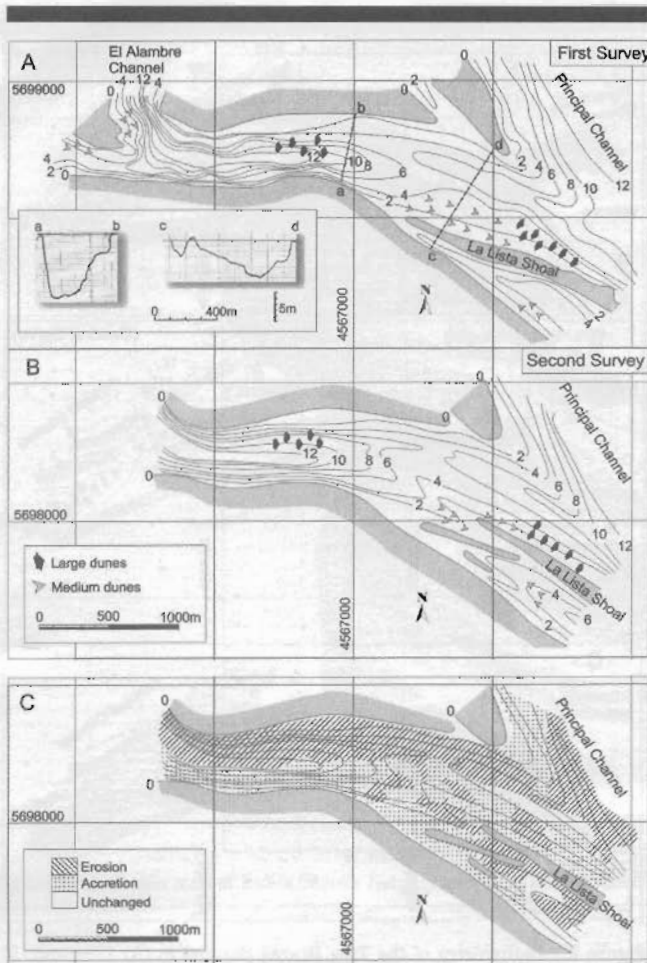 A
El Alambre
Channel
First Survey
0 4 12 4
0
2
0
5699000
b
Principal Channel
d
12
10
8
6
4
2
0
a
2
4
2
4
6
8
10
12
c
La Lista Shoal
a b c d
0 400m
5m
N
4567000
4
2
B
Second Survey
0
0
0
Principal Channel
12
10
8
6
4
2
0
2
4
6
8
10
12
5698000
La Lista Shoal
Large dunes
Medium dunes
0 500 1000m
4567000
N
2
4
6
C
0
0
0
Principal Channel
5698000
Erosion
Accretion
Unchanged
La Lista Shoal
0 500 1000m
4567000
N